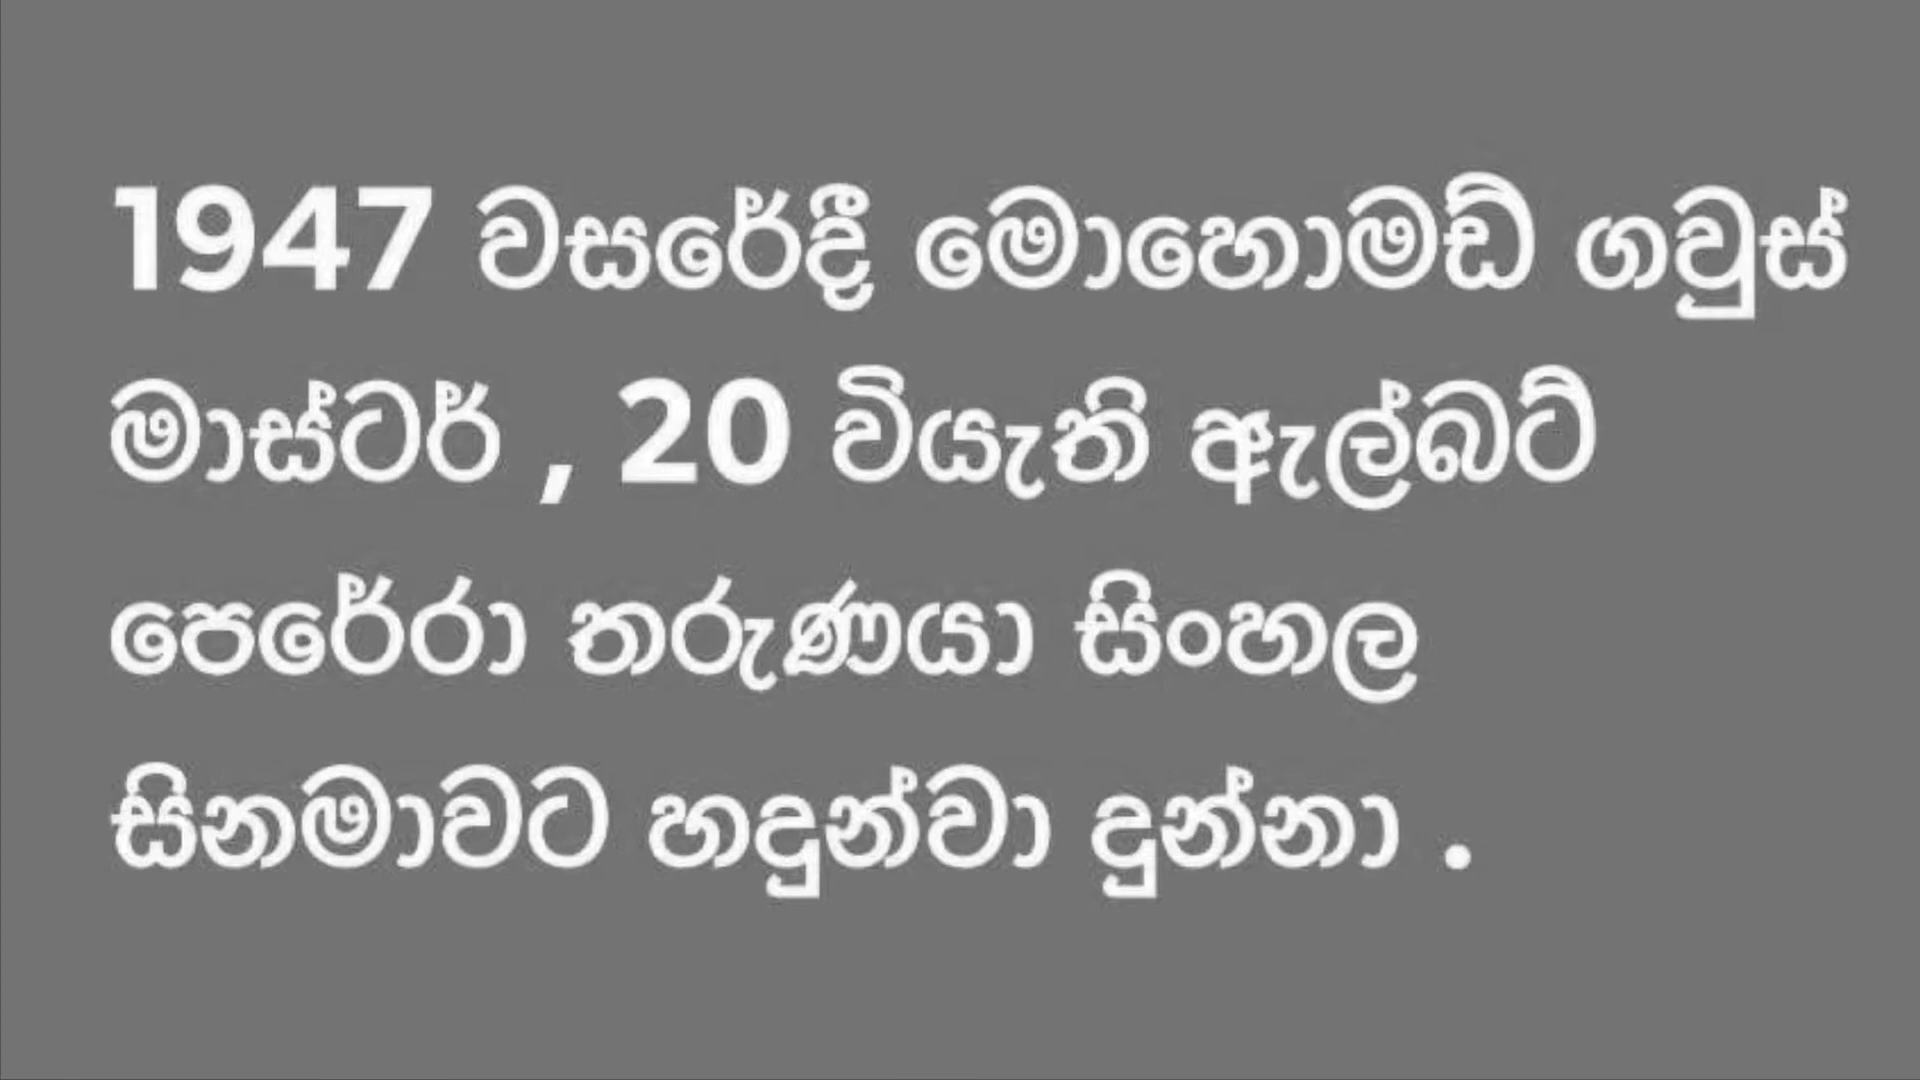 1947 වසරේදී මොහොමඩ් ගවුස්
මාස්ටර් , 20 වියැති ඇල්බට්
පෙරේරා තරුණයා සිංහල
සිනමාවට හදුන්වා දුන්නා .